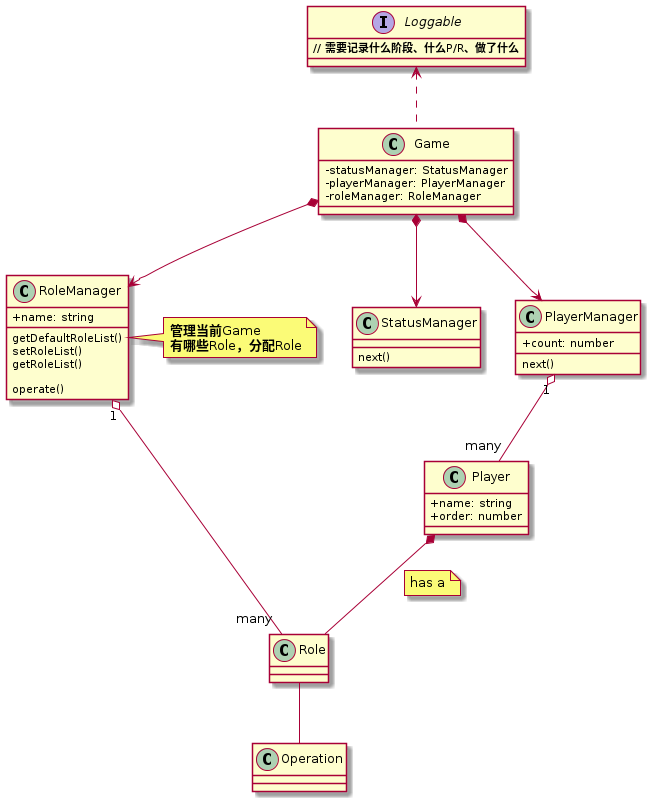 I Loggable
// 需要记录什么阶段、什么P/R、做了什么
C Game
-statusManager: StatusManager
-playerManager: PlayerManager
-roleManager: RoleManager
C RoleManager
+name: string
getDefaultRoleList()
setRoleList()
getRoleList()
operate()
1
管理当前Game
有哪些Role，分配Role
C StatusManager
next()
C PlayerManager
+count: number
next()
1
many
C Player
+name: string
+order: number
has a
many
C Role
C Operation